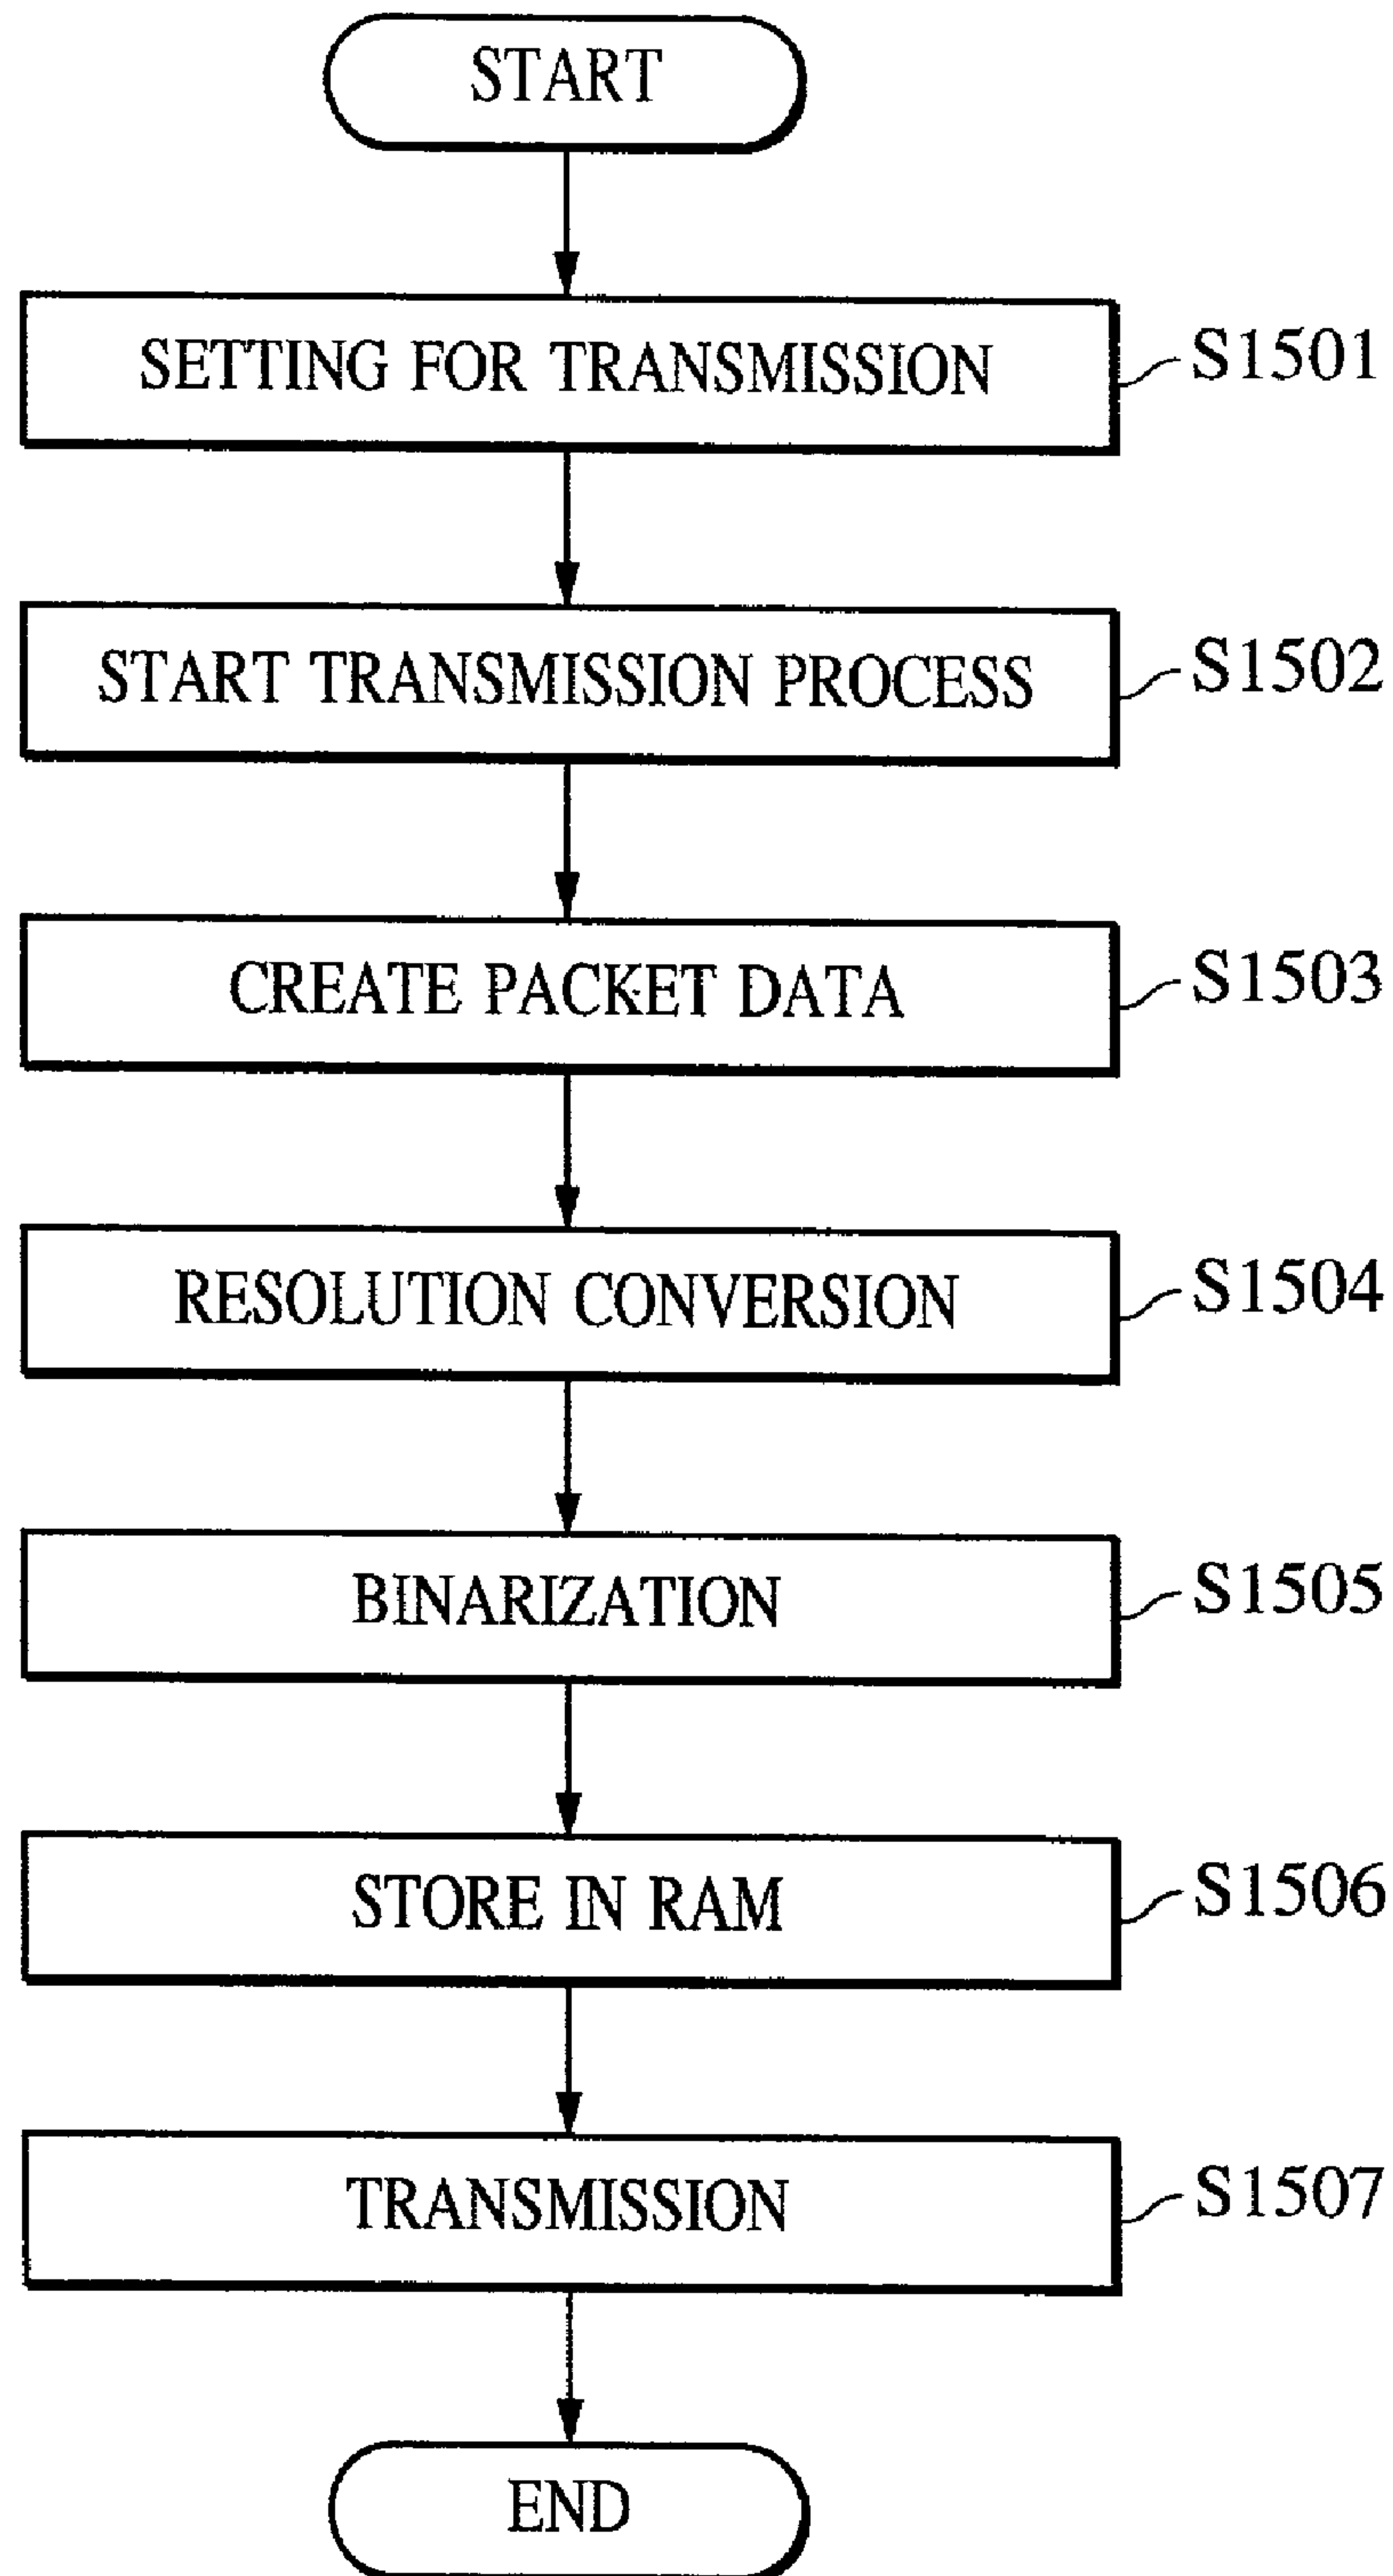 START
SETTING FOR TRANSMISSION
S1501
START TRANSMISSION PROCESS
S1502
CREATE PACKET DATA
S1503
RESOLUTION CONVERSION
S1504
BINARIZATION
S1505
STORE IN RAM
S1506
TRANSMISSION
S1507
END